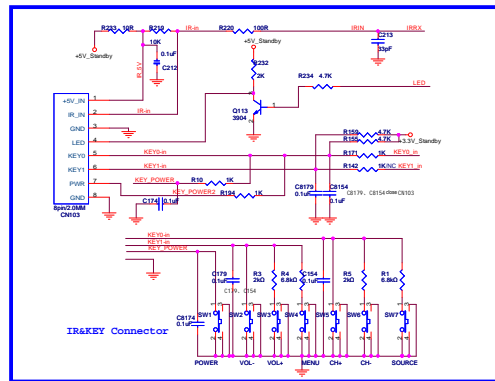 R233 10R R210 IR-in R220 100R IRIN IRRX
10K
+5V_Standby
0.1uF
C212
IR_5V
+5V_Standby
C213
33pF
R232
2K
R234 4.7K LED
Q113
3904
1
2
3
+5V_IN 1
IR_IN 2 IR-in
GND 3
LED 4
KEY0 5 KEY0-in
KEY1 6 KEY1-in
PWR 7
GND 8
8pin/2.0MM
CN103
R159 4.7K
R155 4.7K
+3.3V_Standby
R171 1K KEY0_in
R142 1K/NC KEY1_in
KEY_POWER R10 1K
KEY_POWER2
R194 1K
C174 0.1uF
C8179 C8154
0.1uF 0.1uF
C8179、C8154 close CN103
KEY0-in
KEY1-in
KEY_POWER
C179
0.1uF
C179、C154
R3
2kΩ
R4
6.8kΩ
C154
0.1uF
R5
2kΩ
R1
6.8kΩ
IR&KEY Connector
C8174
0.1uF
SW1 SW2 SW3 SW4 SW5 SW6 SW7
POWER VOL- VOL+ MENU CH+ CH- SOURCE